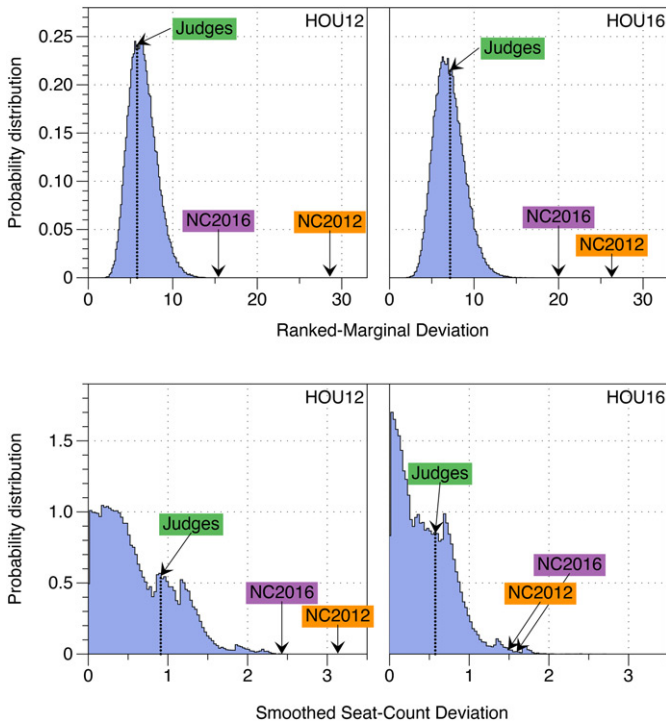 HOU12
HOU16
Judges
Judges
0.25
0.20
0.15
0.10
0.05
0
Probability distribution
NC2016
NC2012
NC2016
NC2012
0 10 20 30
0 10 20 30
Ranked-Marginal Deviation
HOU12
HOU16
1.5
1.0
0.5
0
Probability distribution
Judges
Judges
NC2016
NC2012
NC2016
NC2012
0 1 2 3
0 1 2 3
Smoothed Seat-Count Deviation